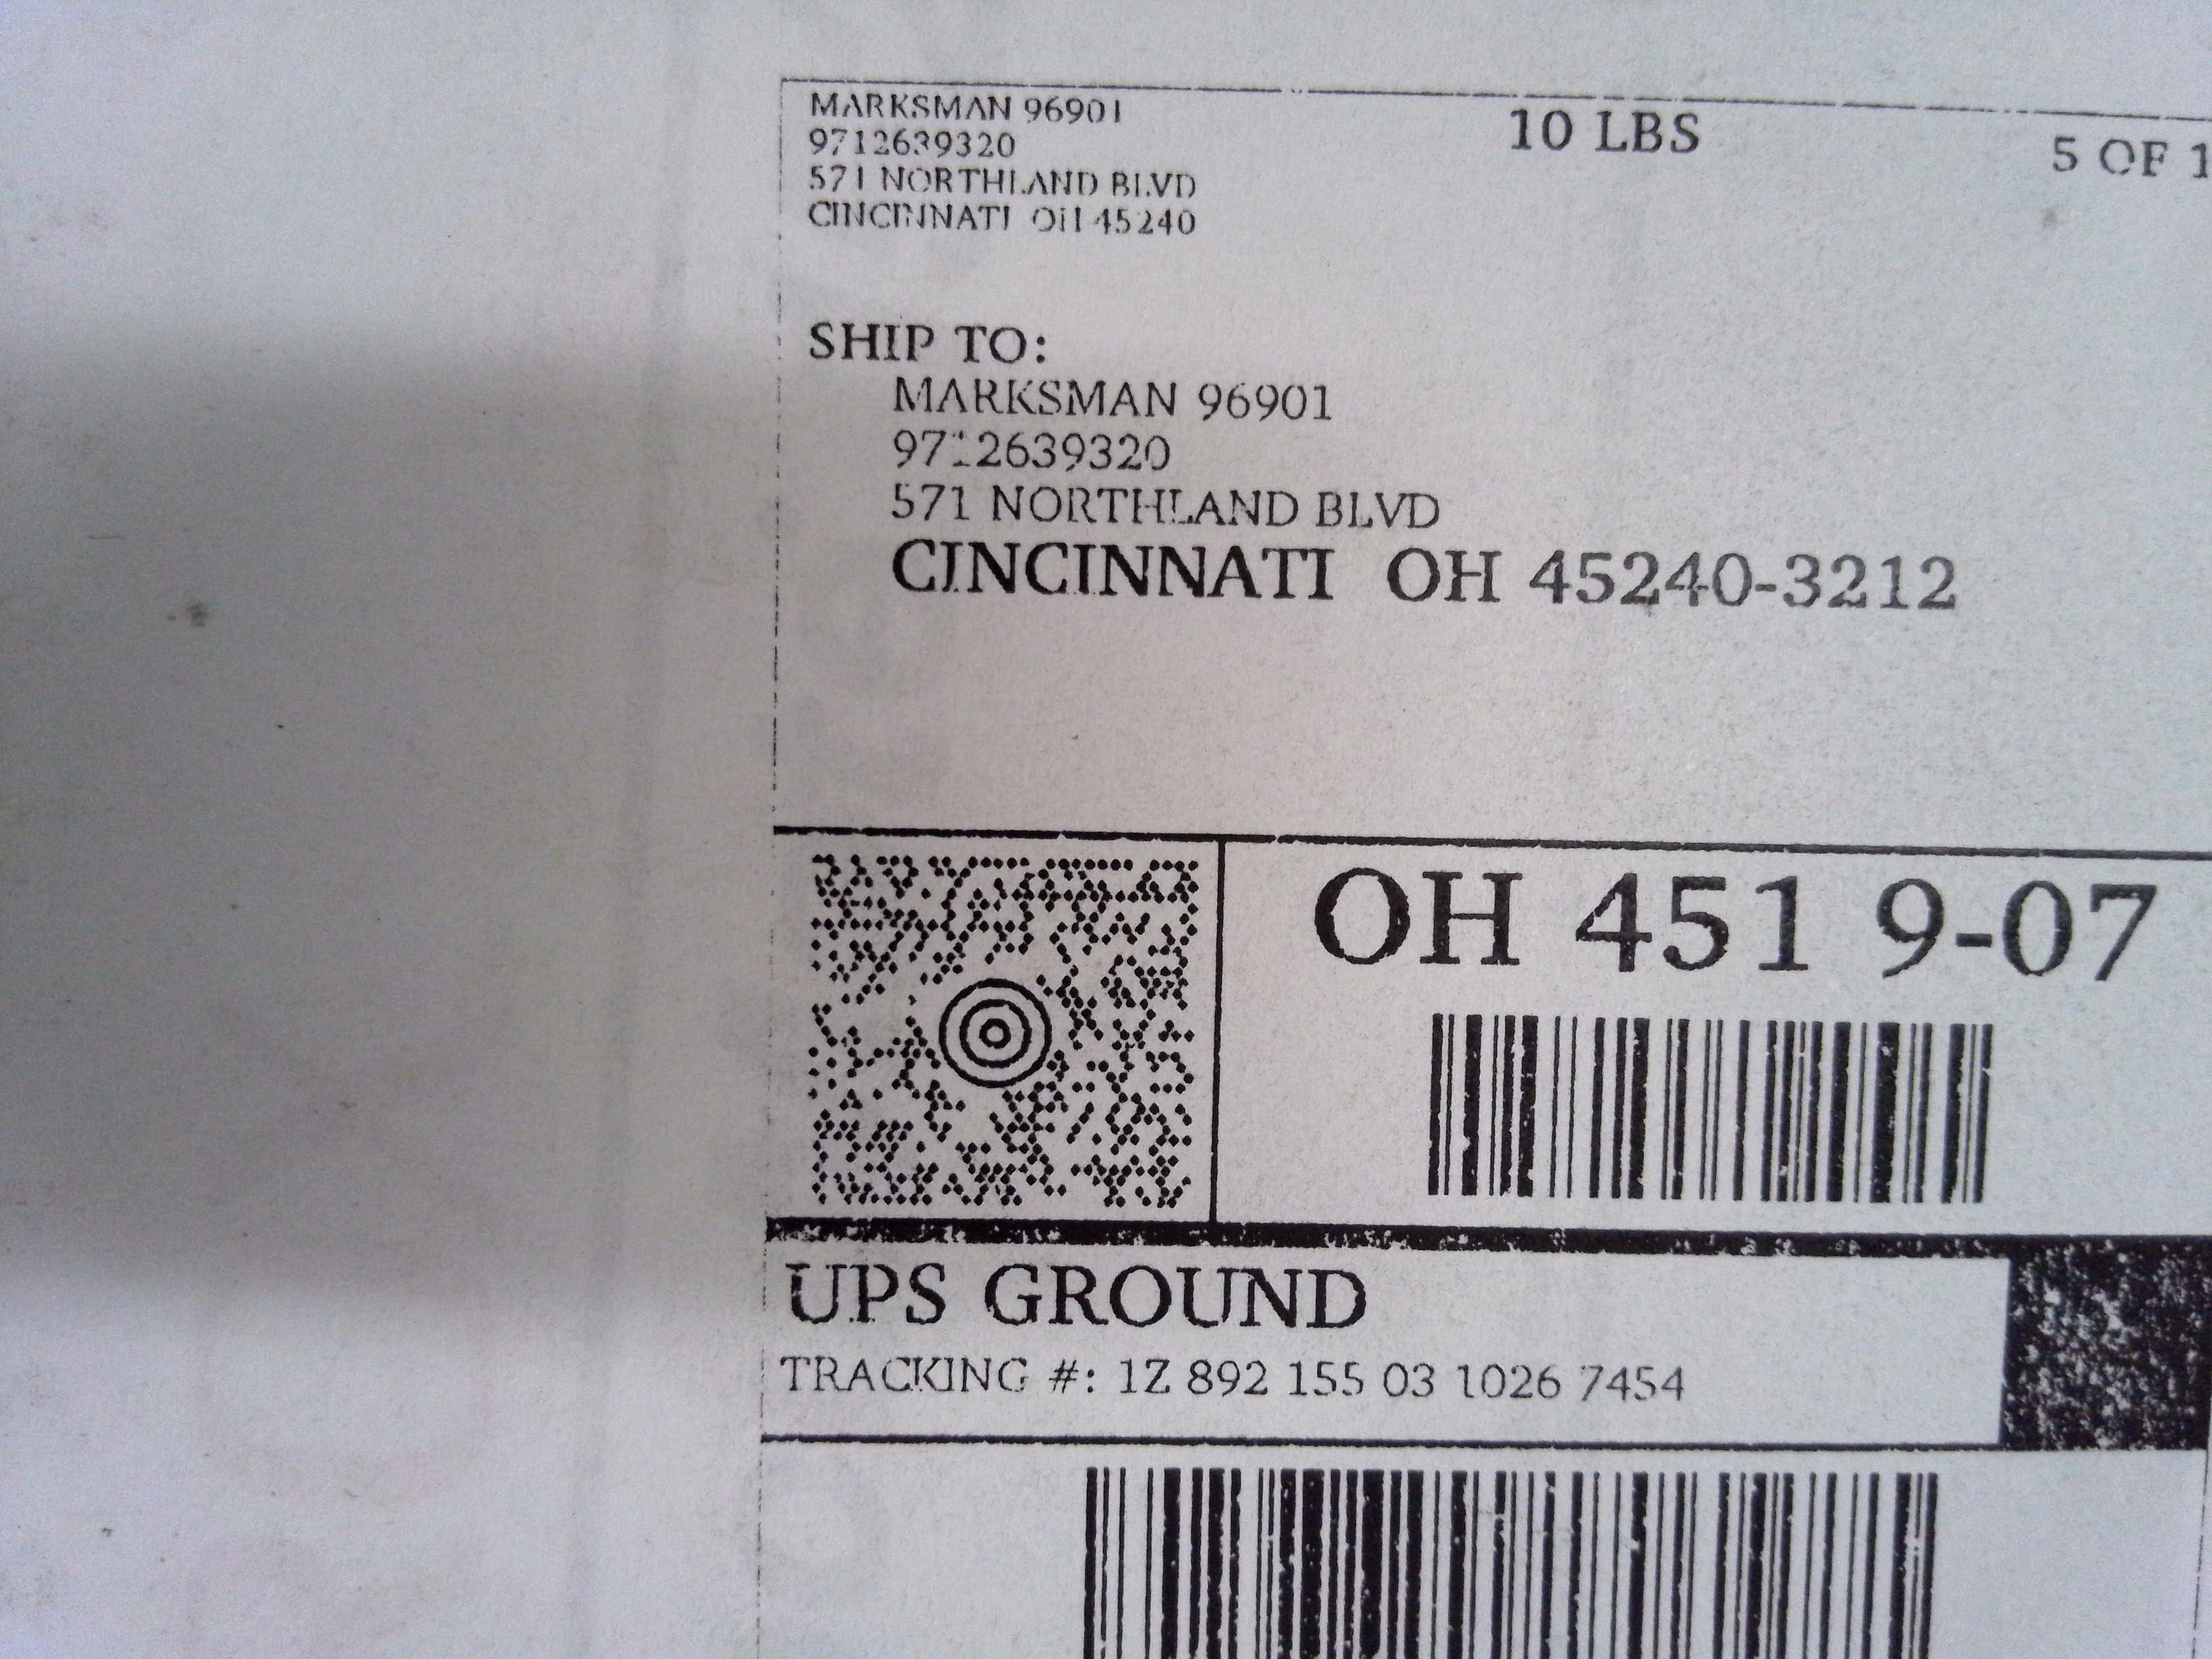 MARKSMAN 96901
9712639320
571 NORTHLAND BLVD
CINCINNATI OH 45240
10 LBS
5 OF 1
SHIP TO:
MARKSMAN 96901
9712639320
571 NORTHLAND BLVD
CINCINNATI OH 45240-3212
OH 451 9-07
UPS GROUND
TRACKING #: 1Z 892 155 03 1026 7454